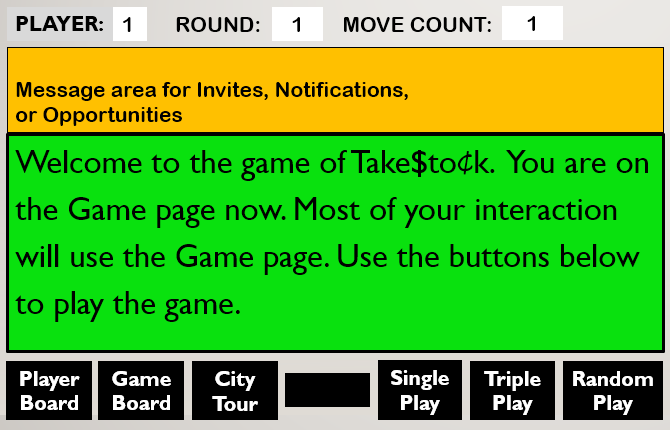 PLAYER: 1 ROUND: 1 MOVE COUNT: 1
Message area for Invites, Notifications,
or Opportunities
Welcome to the game of Take$to¢k. You are on
the Game page now. Most of your interaction
will use the Game page. Use the buttons below
to play the game.
Player Board
Game Board
City Tour
Single Play
Triple Play
Random Play